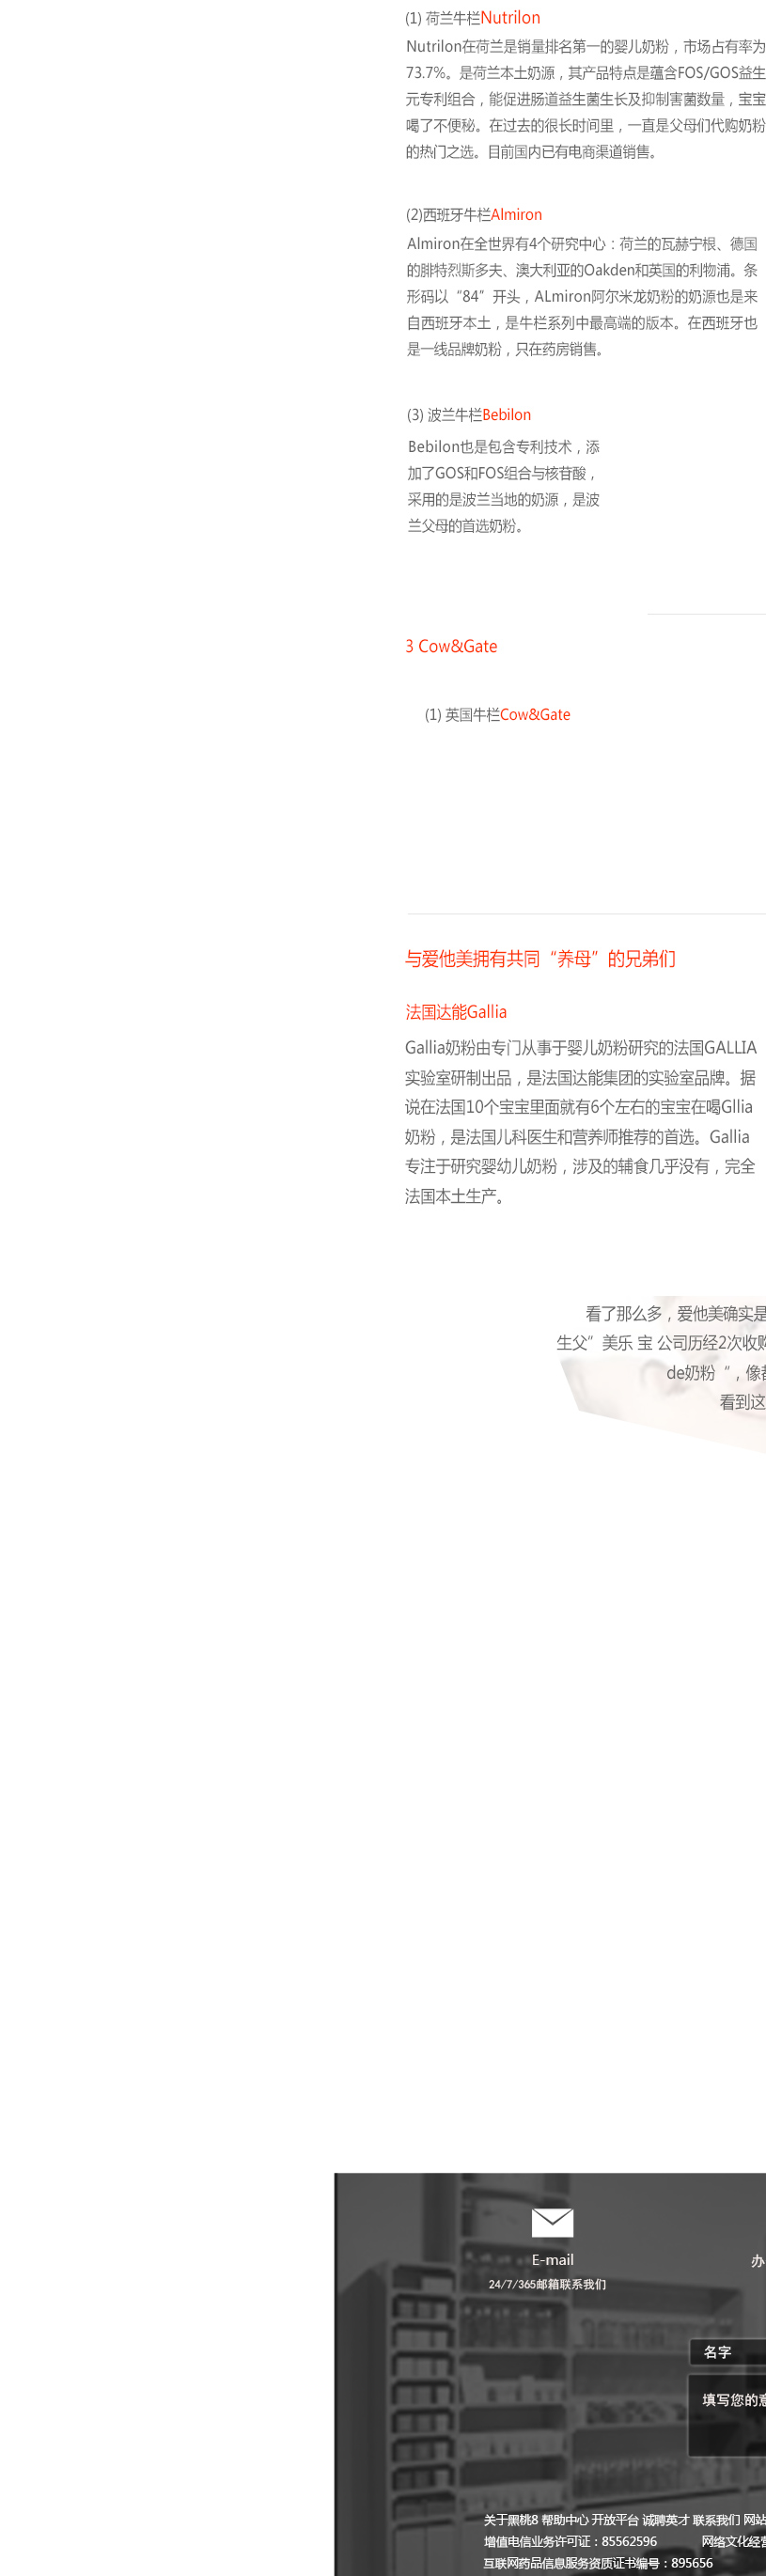 (1) 荷兰牛栏Nutrilon
Nutrilon在荷兰是销量排名第一的婴儿奶粉，市场占有率为
73.7%。是荷兰本土奶源，其产品特点是蕴含FOS/GOS益生
元专利组合，能促进肠道益生菌生长及抑制害菌数量，宝宝
喝了不便秘。在过去的很长时间里，一直是父母们代购奶粉
的热门之选。目前国内已有电商渠道销售。
(2)西班牙牛栏Almiron
Almiron在全世界有4个研究中心：荷兰的瓦赫宁根、德国
的腓特烈斯多夫、澳大利亚的Oakden和英国的利物浦。条
形码以“84”开头，ALmiron阿尔米龙奶粉的奶源也是来
自西班牙本土，是牛栏系列中最高端的版本。在西班牙也
是一线品牌奶粉，只在药房销售。
(3) 波兰牛栏Bebilon
Bebilon也是包含专利技术，添
加了GOS和FOS组合与核苷酸，
采用的是波兰当地的奶源，是波
兰父母的首选奶粉。
3 Cow&Gate
(1) 英国牛栏Cow&Gate
与爱他美拥有共同“养母”的兄弟们
法国达能Gallia
Gallia奶粉由专门从事于婴儿奶粉研究的法国GALLIA
实验室研制出品，是法国达能集团的实验室品牌。据
说在法国10个宝宝里面就有6个左右的宝宝在喝Gllia
奶粉，是法国儿科医生和营养师推荐的首选。Gallia
专注于研究婴幼儿奶粉，涉及的辅食几乎没有，完全
法国本土生产。
看了那么多，爱他美确实是
生父”美乐 宝 公司历经2次收购
de奶粉“，像都
看到这
E-mail
24/7/365邮箱联系我们
办
名字
填写您的意
关于黑桃8 帮助中心 开放平台 诚聘英才 联系我们 网站
增值电信业务许可证：85562596 网络文化经营
互联网药品信息服务资质证书编号：895656